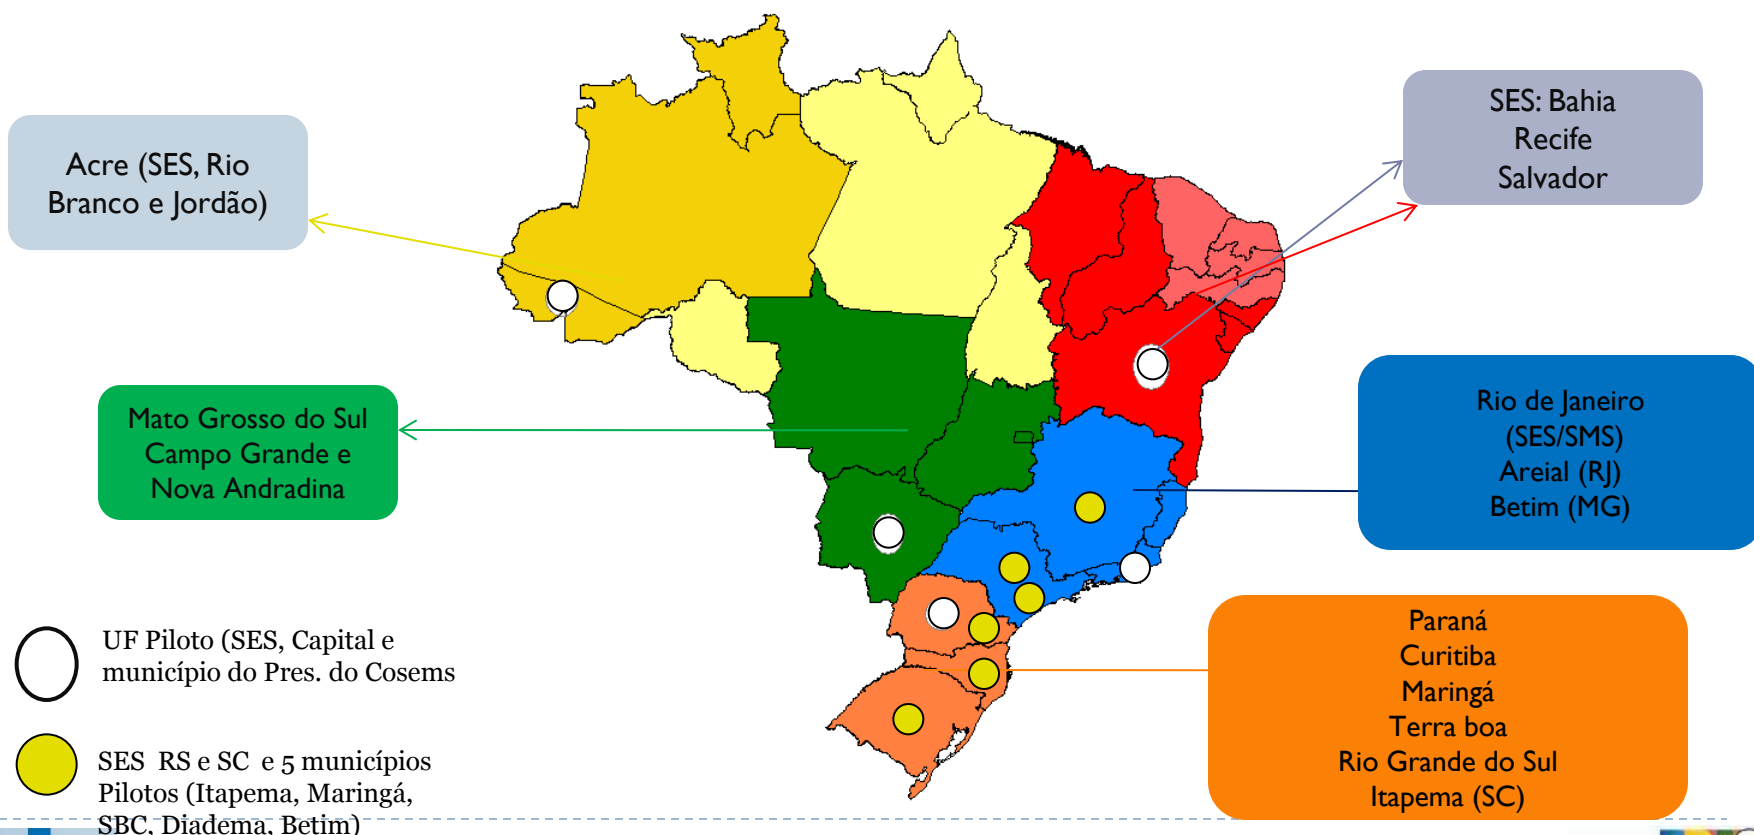 Acre (SES, Rio
Branco e Jordão)
SES: Bahia
Recife
Salvador
Mato Grosso do Sul
Campo Grande e
Nova Andradina
Rio de Janeiro
(SES/SMS)
Areial (RJ)
Betim (MG)
Paraná
Curitiba
Maringá
Terra boa
Rio Grande do Sul
Itapema (SC)
UF Piloto (SES, Capital e
município do Pres. do Cosems
SES RS e SC e 5 municípios
Pilotos (Itapema, Maringá,
SBC, Diadema, Betim)